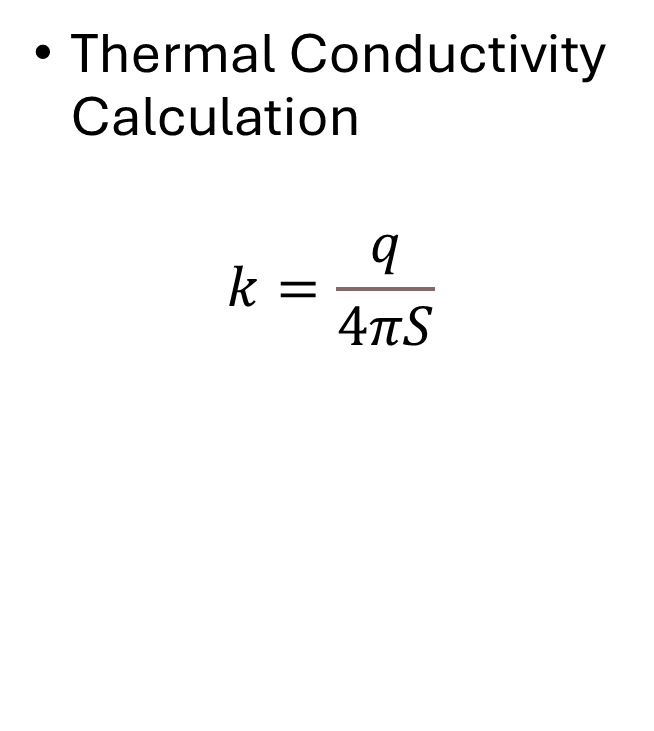 • Thermal Conductivity
Calculation
k = q / 4πS